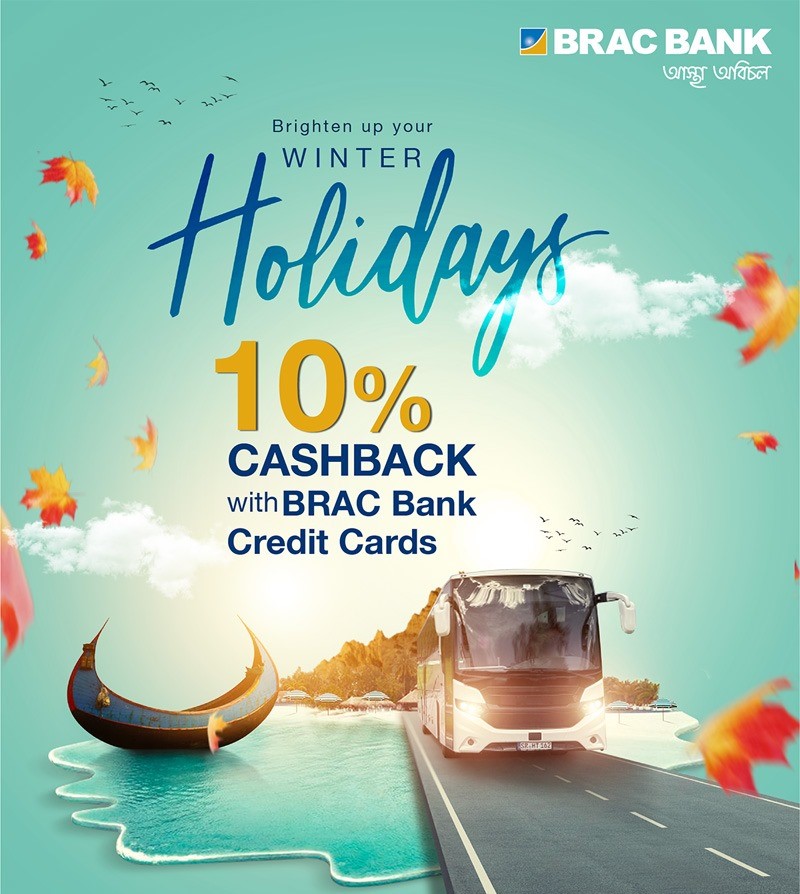 BRAC BANK
আস্থা অবিচল
Brighten up your
WINTER
Holidays
10%
CASHBACK
with BRAC Bank
Credit Cards